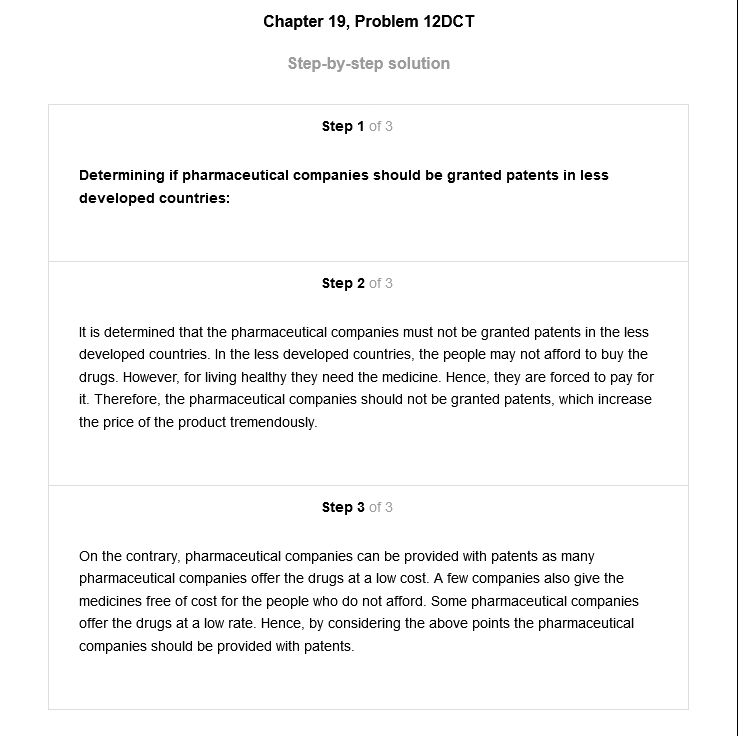 Chapter 19, Problem 12DCT
Step-by-step solution
Step 1 of 3
Determining if pharmaceutical companies should be granted patents in less
developed countries:
Step 2 of 3
It is determined that the pharmaceutical companies must not be granted patents in the less
developed countries. In the less developed countries, the people may not afford to buy the
drugs. However, for living healthy they need the medicine. Hence, they are forced to pay for
it. Therefore, the pharmaceutical companies should not be granted patents, which increase
the price of the product tremendously.
Step 3 of 3
On the contrary, pharmaceutical companies can be provided with patents as many
pharmaceutical companies offer the drugs at a low cost. A few companies also give the
medicines free of cost for the people who do not afford. Some pharmaceutical companies
offer the drugs at a low rate. Hence, by considering the above points the pharmaceutical
companies should be provided with patents.